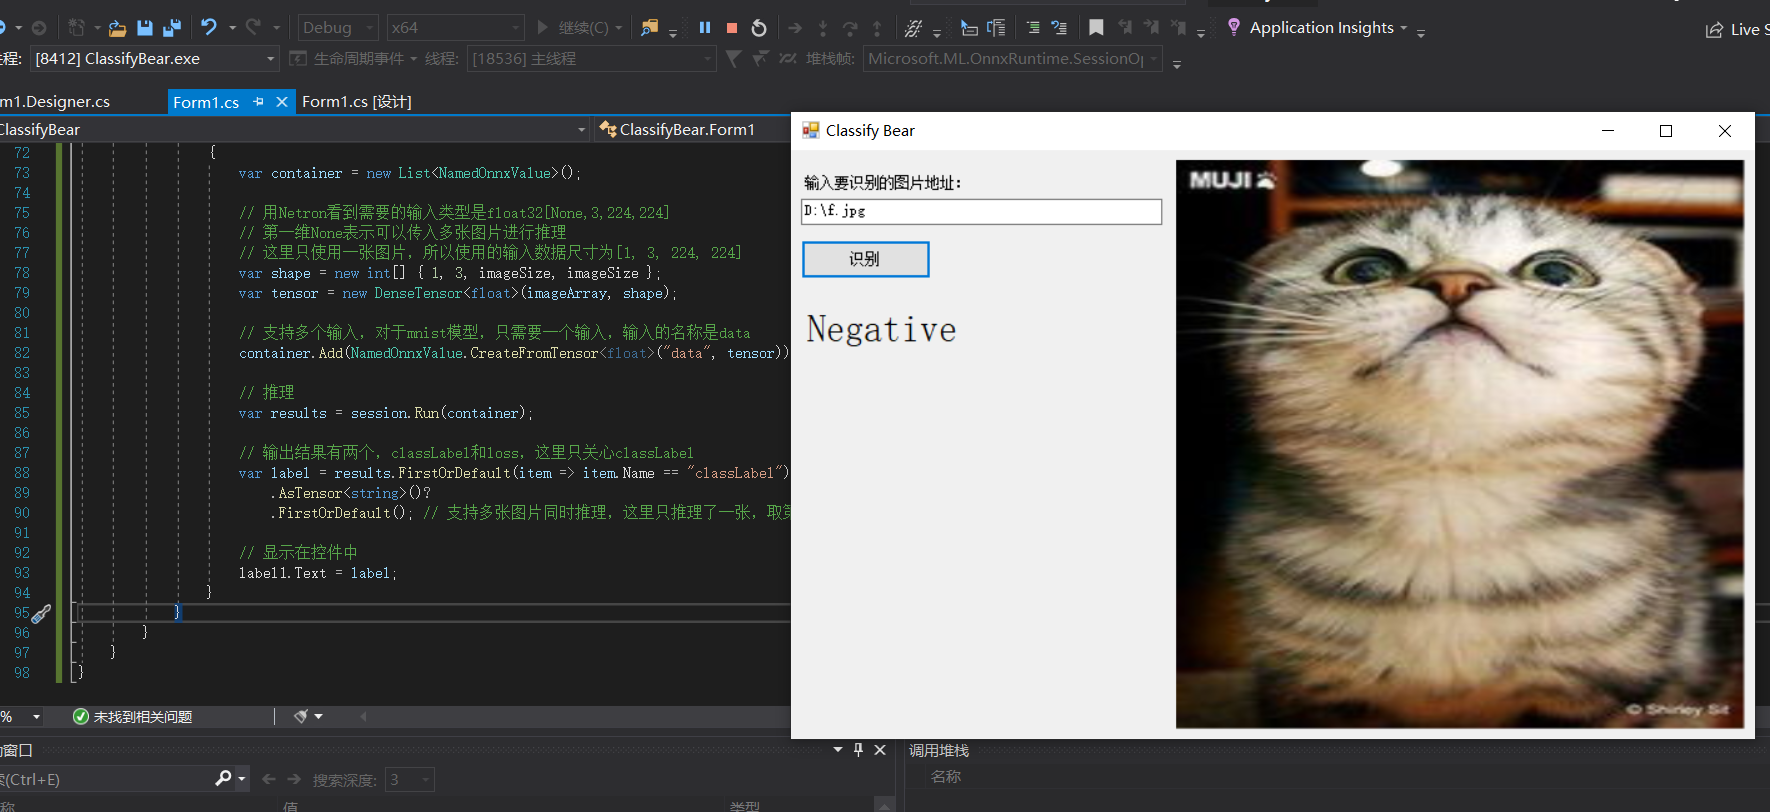 Debug
x64
继续(C)
Application Insights
Live S
程:
[8412] ClassifyBear.exe
生命周期事件
线程:
[18536] 主线程
堆栈帧:
Microsoft.ML.OnnxRuntime.SessionOp
m1.Designer.cs
Form1.cs
Form1.cs [设计]
ClassifyBear
ClassifyBear.Form1
72 {
73 var container = new List<NamedOnnxValue>();
74
75 // 用Netron看到需要的输入类型是float32[None,3,224,224]
76 // 第一维None表示可以传入多张图片进行推理
77 // 这里只使用一张图片，所以使用的输入数据尺寸为[1, 3, 224, 224]
78 var shape = new int[] { 1, 3, imageSize, imageSize };
79 var tensor = new DenseTensor<float>(imageArray, shape);
80
81 // 支持多个输入，对于mnist模型，只需要一个输入，输入的名称是data
82 container.Add(NamedOnnxValue.CreateFromTensor<float>("data", tensor))
83
84 // 推理
85 var results = session.Run(container);
86
87 // 输出结果有两个，classLabel和loss，这里只关心classLabel
88 var label = results.FirstOrDefault(item => item.Name == "classLabel")
89 .AsTensor<string>()?
90 .FirstOrDefault(); // 支持多张图片同时推理，这里只推理了一张，取第
91
92 // 显示在控件中
93 label1.Text = label;
94 }
95 }
96 }
97 }
98 }
Classify Bear
输入要识别的图片地址:
D:\f.jpg
识别
Negative
MUJI
© Shirley Sit
%
未找到相关问题
窗口
调用堆栈
(Ctrl+E)
搜索深度:
3
名称
称
值
类型